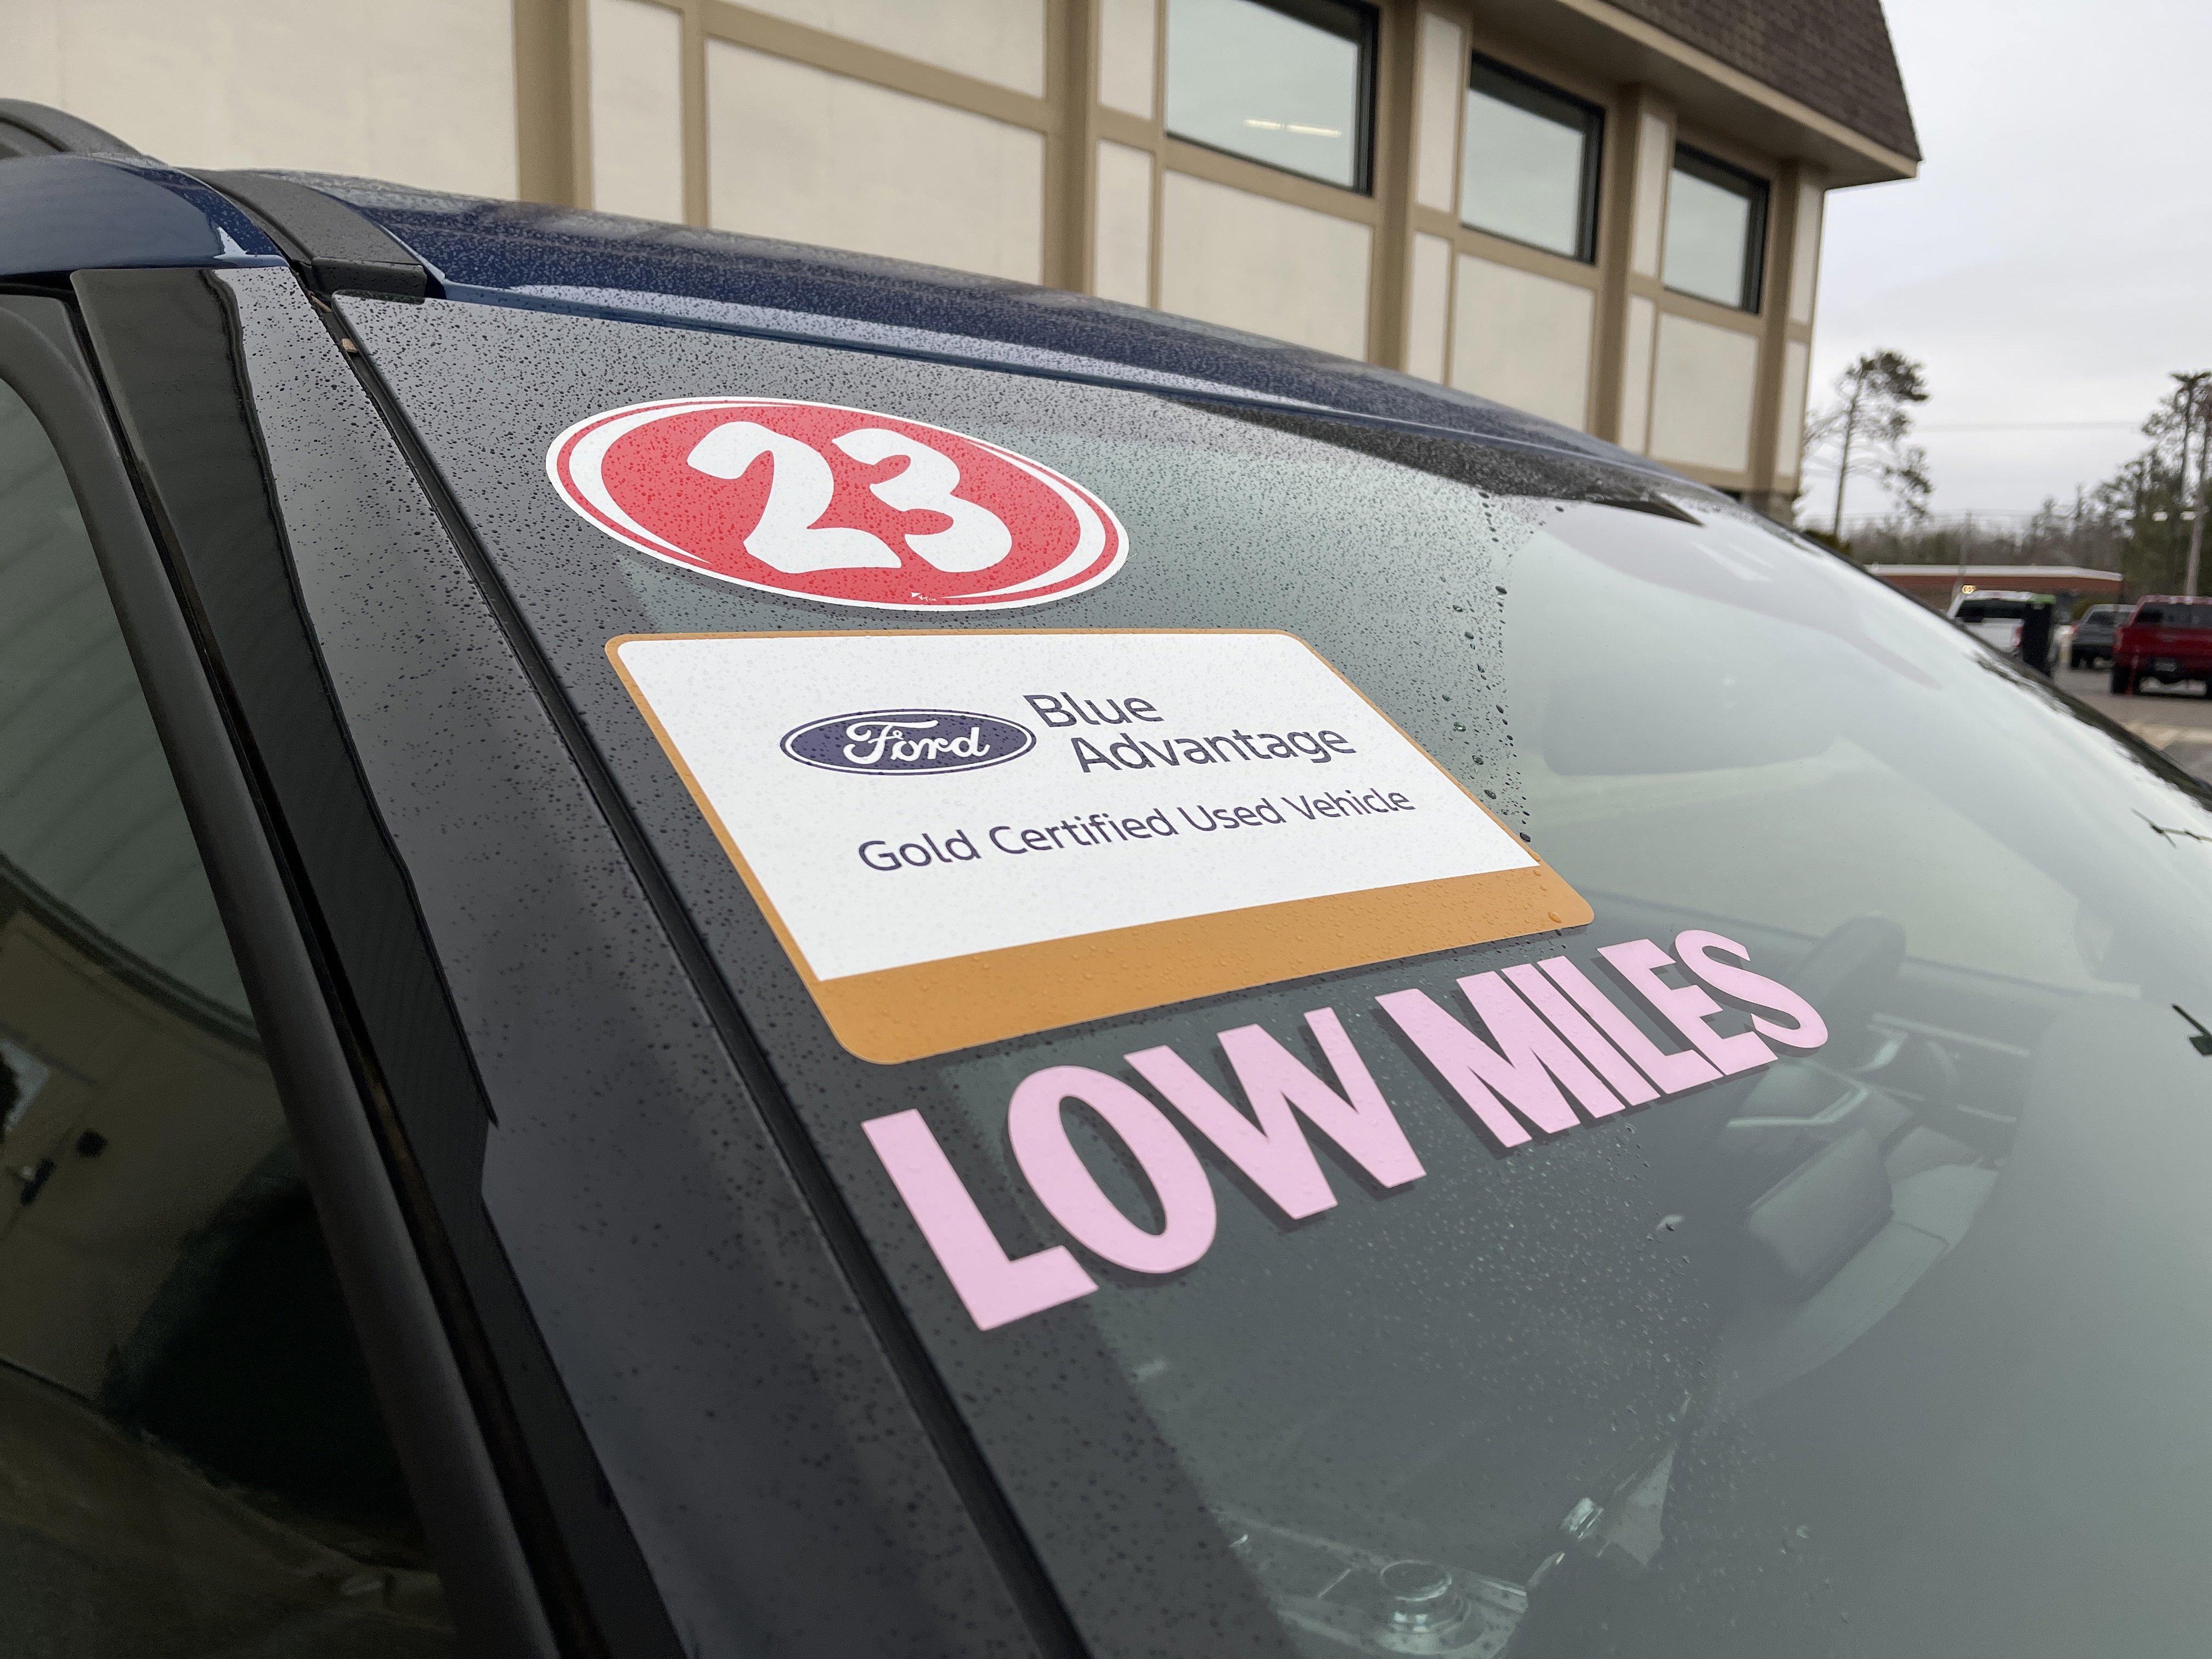 23
Ford Blue
Advantage
Gold Certified Used Vehicle
LOW MILES